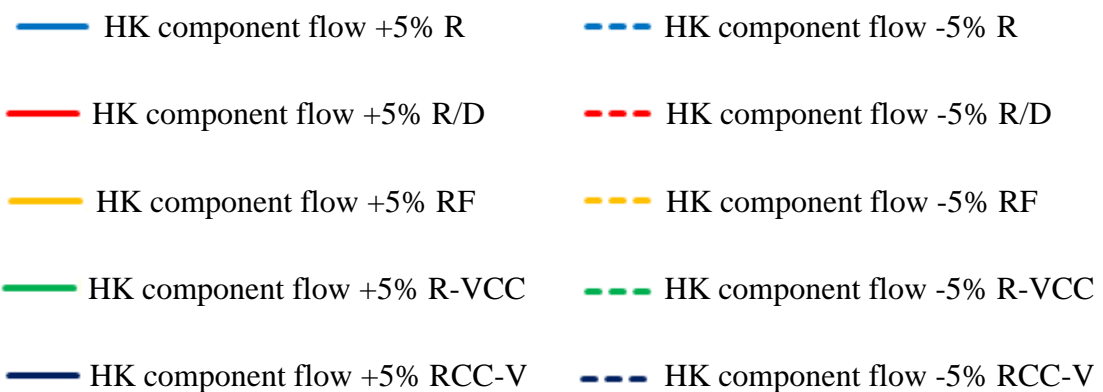 HK component flow +5% R
HK component flow -5% R
HK component flow +5% R/D
HK component flow -5% R/D
HK component flow +5% RF
HK component flow -5% RF
HK component flow +5% R-VCC
HK component flow -5% R-VCC
HK component flow +5% RCC-V
HK component flow -5% RCC-V